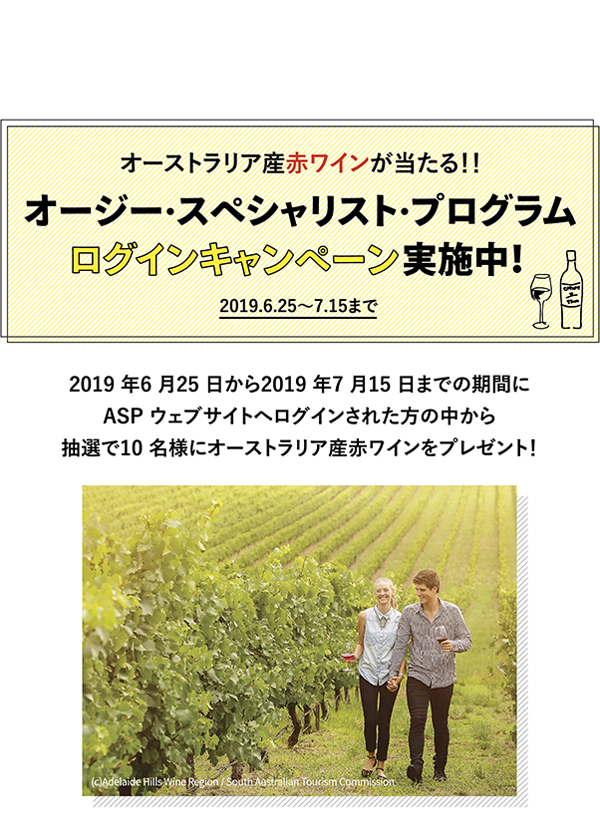 オーストラリア産赤ワインが当たる!!
オージー・スペシャリスト・プログラム
ログインキャンペーン実施中!
2019.6.25～7.15まで
2019 年6 月25 日から2019 年7 月15 日までの期間に
ASP ウェブサイトへログインされた方の中から
抽選で10 名様にオーストラリア産赤ワインをプレゼント!
(c)Adelaide Hills Wine Region / South Australian Tourism Commission